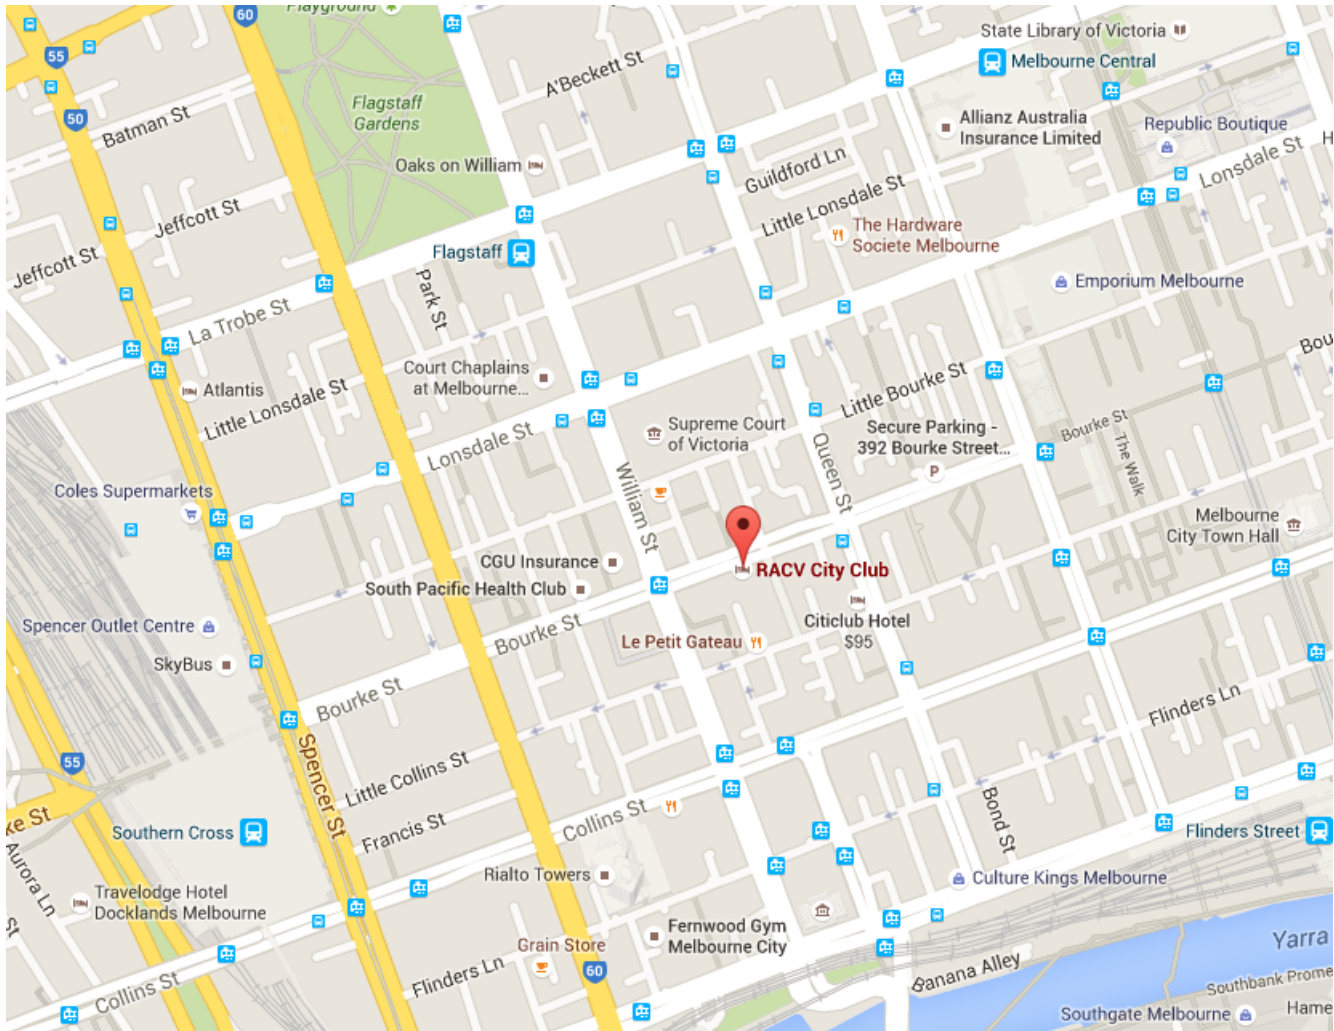 Playground
60
State Library of Victoria
Melbourne Central
55
A'Beckett St
50
Batman St
Flagstaff
Gardens
Allianz Australia
Insurance Limited
Republic Boutique
H
Lonsdale St
Oaks on William
Guildford Ln
Little Lonsdale St
Jeffcott St
The Hardware
Societe Melbourne
Flagstaff
Jeffcott St
Park St
Emporium Melbourne
La Trobe St
Bou
Court Chaplains
at Melbourne...
Atlantis
Little Lonsdale St
Little Bourke St
Supreme Court
of Victoria
Secure Parking -
392 Bourke Street...
Bourke St
The Walk
Lonsdale St
Queen St
William St
Coles Supermarkets
Melbourne
City Town Hall
CGU Insurance
RACV City Club
South Pacific Health Club
Citiclub Hotel
$95
Spencer Outlet Centre
Bourke St
Le Petit Gateau
SkyBus
Bourke St
Flinders Ln
Spencer St
55
Little Collins St
Bond St
ke St
Southern Cross
Francis St
Collins St
Flinders Street
Aurora Ln
Rialto Towers
Culture Kings Melbourne
Travelodge Hotel
Docklands Melbourne
St
Fernwood Gym
Melbourne City
Grain Store
Yarra
Flinders Ln
60
Banana Alley
Collins St
Southbank Prome
Southgate Melbourne
Hame